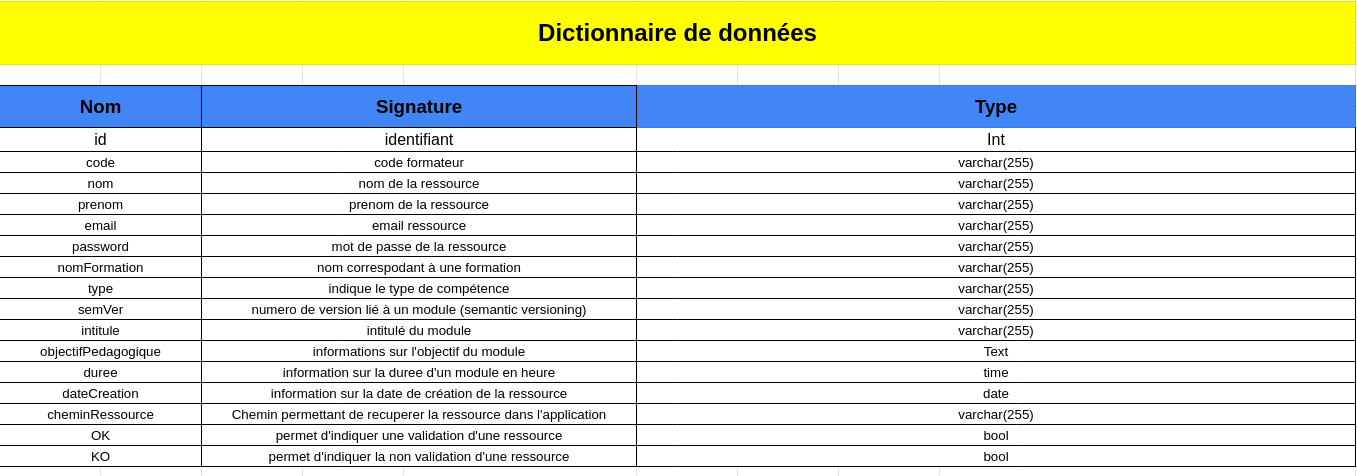 Dictionnaire de données
Nom Signature Type
id identifiant Int
code code formateur varchar(255)
nom nom de la ressource varchar(255)
prenom prenom de la ressource varchar(255)
email email ressource varchar(255)
password mot de passe de la ressource varchar(255)
nomFormation nom correspodant à une formation varchar(255)
type indique le type de compétence varchar(255)
semVer numero de version lié à un module (semantic versioning) varchar(255)
intitule intitulé du module varchar(255)
objectifPedagogique informations sur l'objectif du module Text
duree information sur la duree d'un module en heure time
dateCreation information sur la date de création de la ressource date
cheminRessource Chemin permettant de recuperer la ressource dans l'application varchar(255)
OK permet d'indiquer une validation d'une ressource bool
KO permet d'indiquer la non validation d'une ressource bool